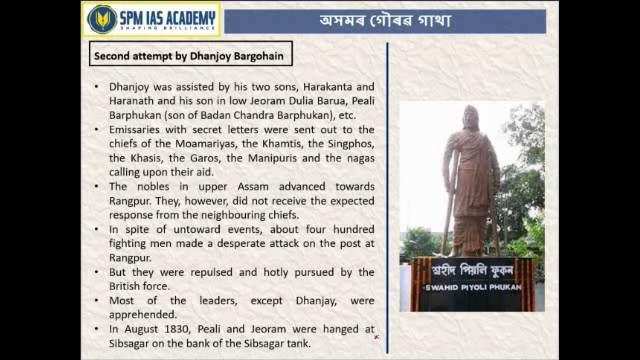 SPM IAS ACADEMY
SHAPING BRILLIANCE
অসমৰ গৌৰৱ গাথা
Second attempt by Dhanjoy Bargohain
• Dhanjoy was assisted by his two sons, Harakanta and
Haranath and his son in low Jeoram Dulia Barua, Peali
Barphukan (son of Badan Chandra Barphukan), etc.
• Emissaries with secret letters were sent out to the
chiefs of the Moamariyas, the Khamtis, the Singphos,
the Khasis, the Garos, the Manipuris and the nagas
calling upon their aid.
• The nobles in upper Assam advanced towards
Rangpur. They, however, did not receive the expected
response from the neighbouring chiefs.
• In spite of untoward events, about four hundred
fighting men made a desperate attack on the post at
Rangpur.
• But they were repulsed and hotly pursued by the
British force.
• Most of the leaders, except Dhanjay, were
apprehended.
• In August 1830, Peali and Jeoram were hanged at
Sibsagar on the bank of the Sibsagar tank.
শ্বহীদ পিয়লি ফুকন
SWAHID PIYOLI PHUKAN